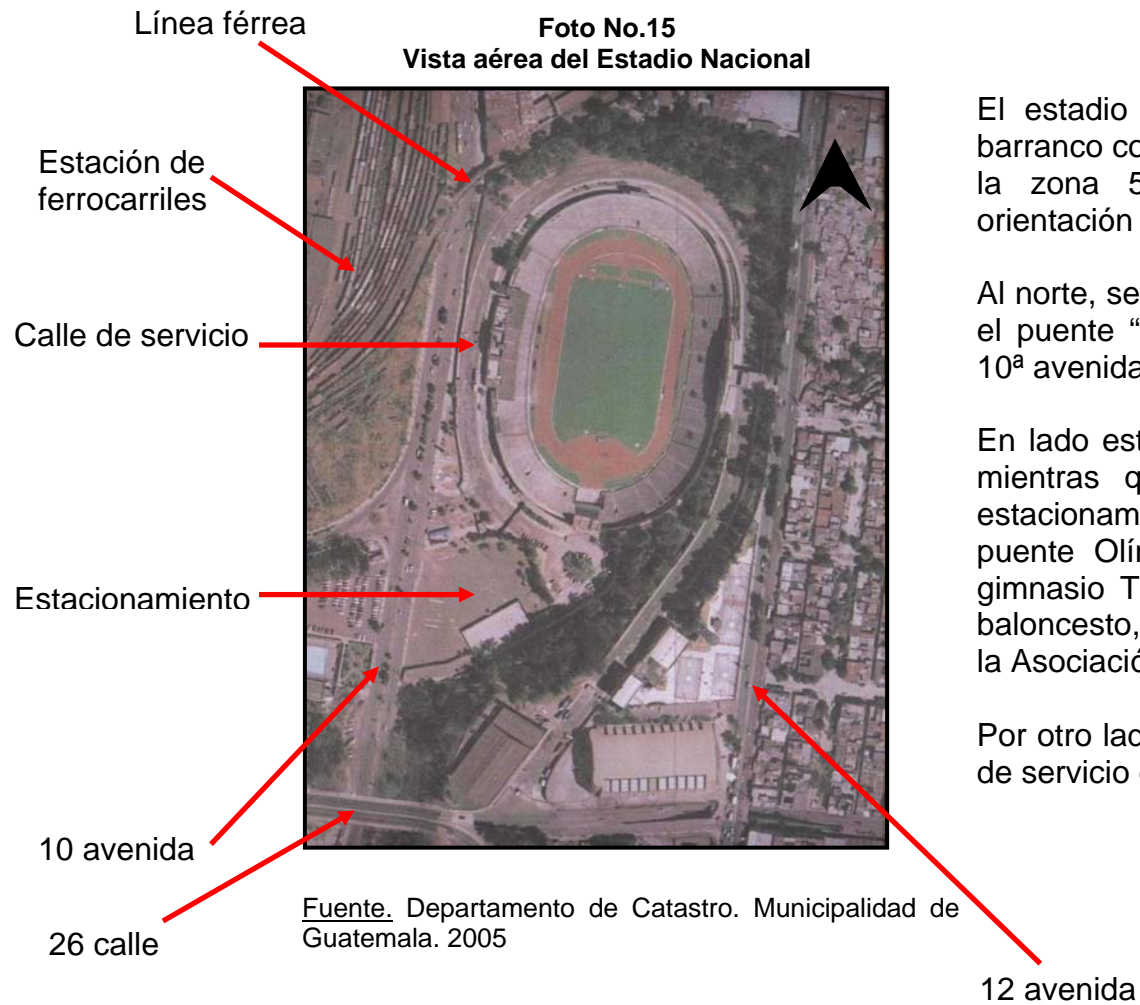 Línea férrea
Foto No.15
Vista aérea del Estadio Nacional
Estación de
ferrocarriles
Calle de servicio
Estacionamiento
10 avenida
26 calle
Fuente. Departamento de Catastro. Municipalidad de
Guatemala. 2005
12 avenida
El estadio
barranco co
la zona 5
orientación
Al norte, se
el puente “
10ª avenida
En lado est
mientras q
estacionam
puente Olí
gimnasio T
baloncesto,
la Asociació
Por otro lad
de servicio